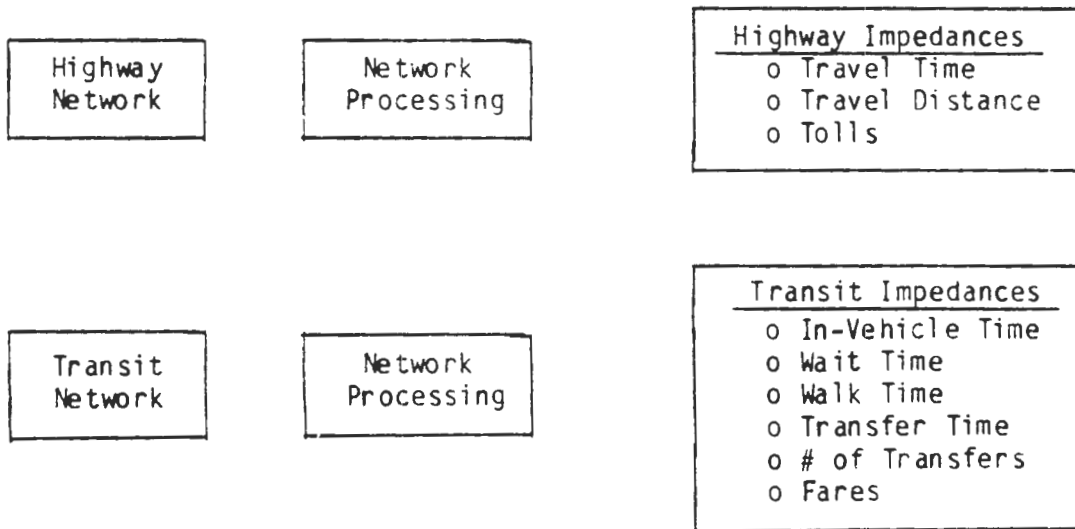 Highway
Network
Network
Processing
Highway Impedances
o Travel Time
o Travel Distance
o Tolls
Transit
Network
Network
Processing
Transit Impedances
o In-Vehicle Time
o Wait Time
o Walk Time
o Transfer Time
o # of Transfers
o Fares